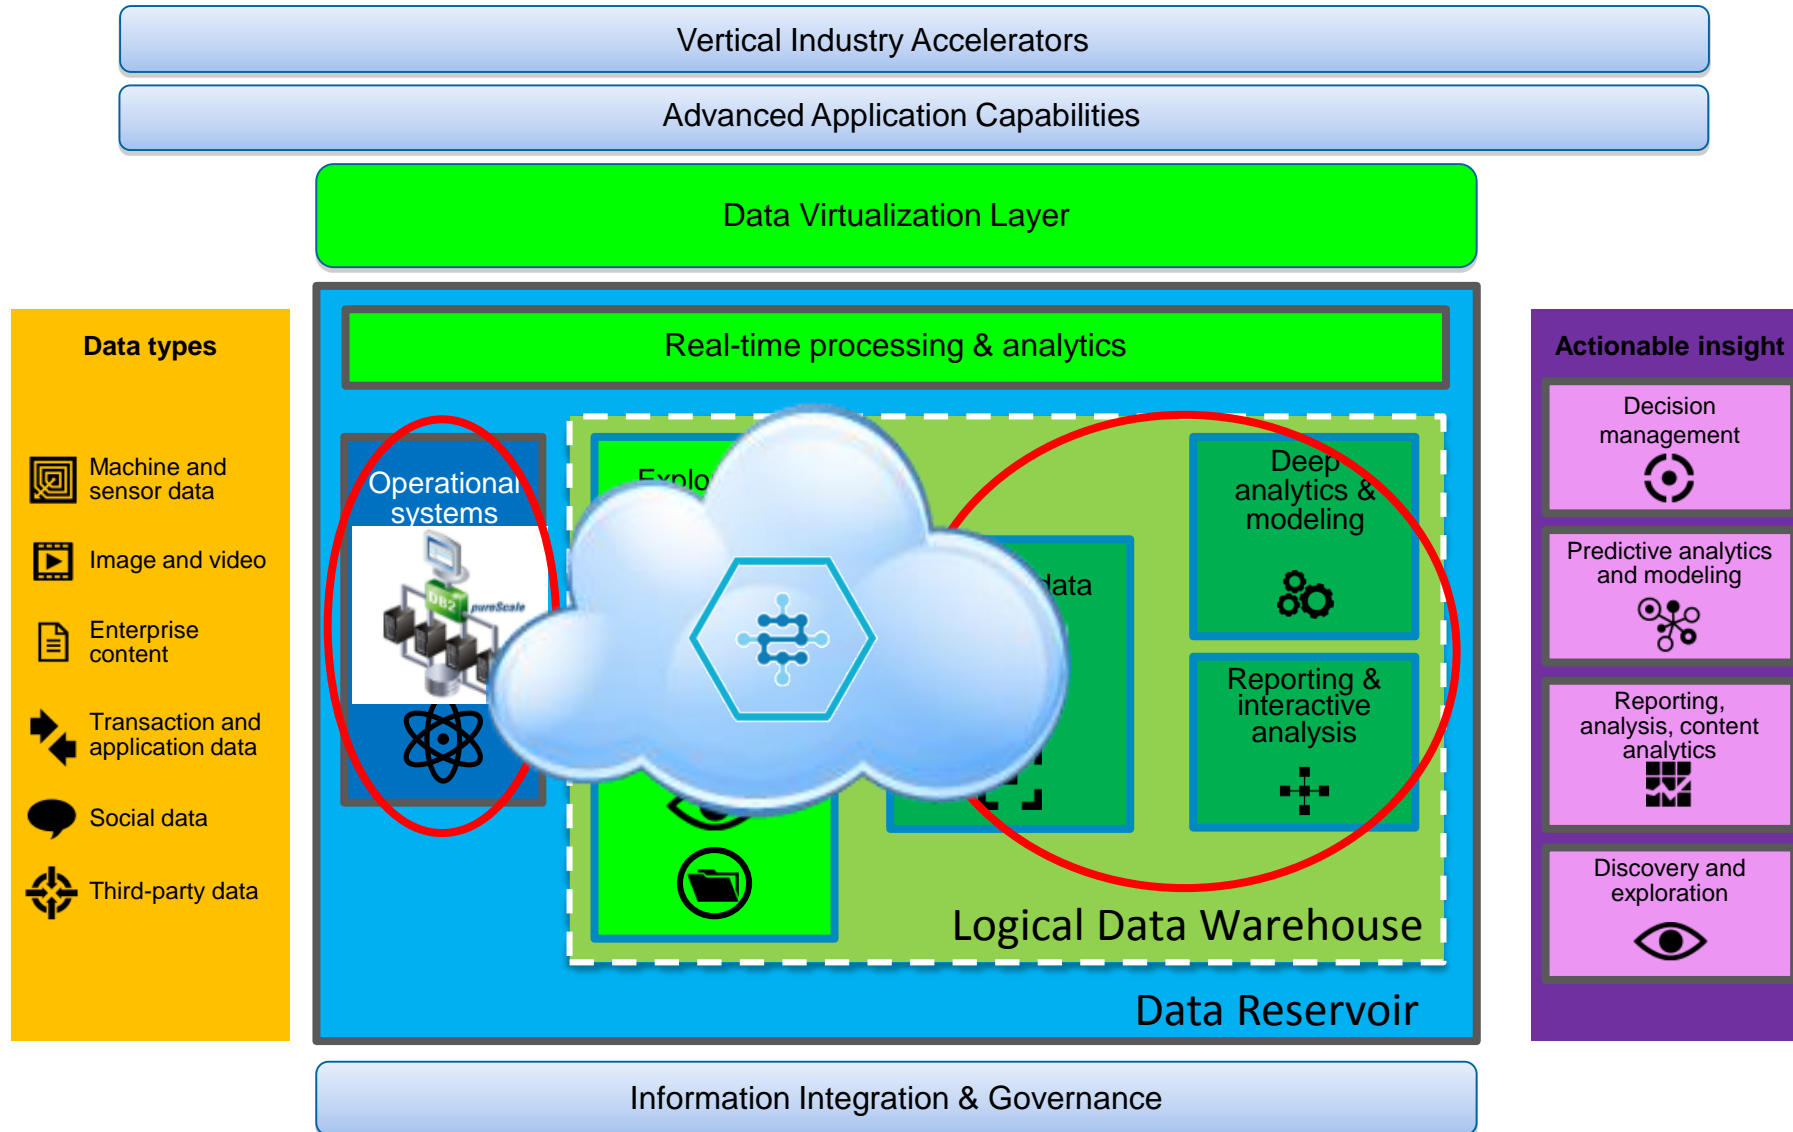 Vertical Industry Accelerators
Advanced Application Capabilities
Data Virtualization Layer
Data types
Machine and
sensor data
Image and video
Enterprise
content
Transaction and
application data
Social data
Third-party data
Real-time processing & analytics
Operational
systems
DB2
pureScale
Explo
data
Deep
analytics &
modeling
Reporting &
interactive
analysis
Logical Data Warehouse
Data Reservoir
Actionable insight
Decision
management
Predictive analytics
and modeling
Reporting,
analysis, content
analytics
Discovery and
exploration
Information Integration & Governance